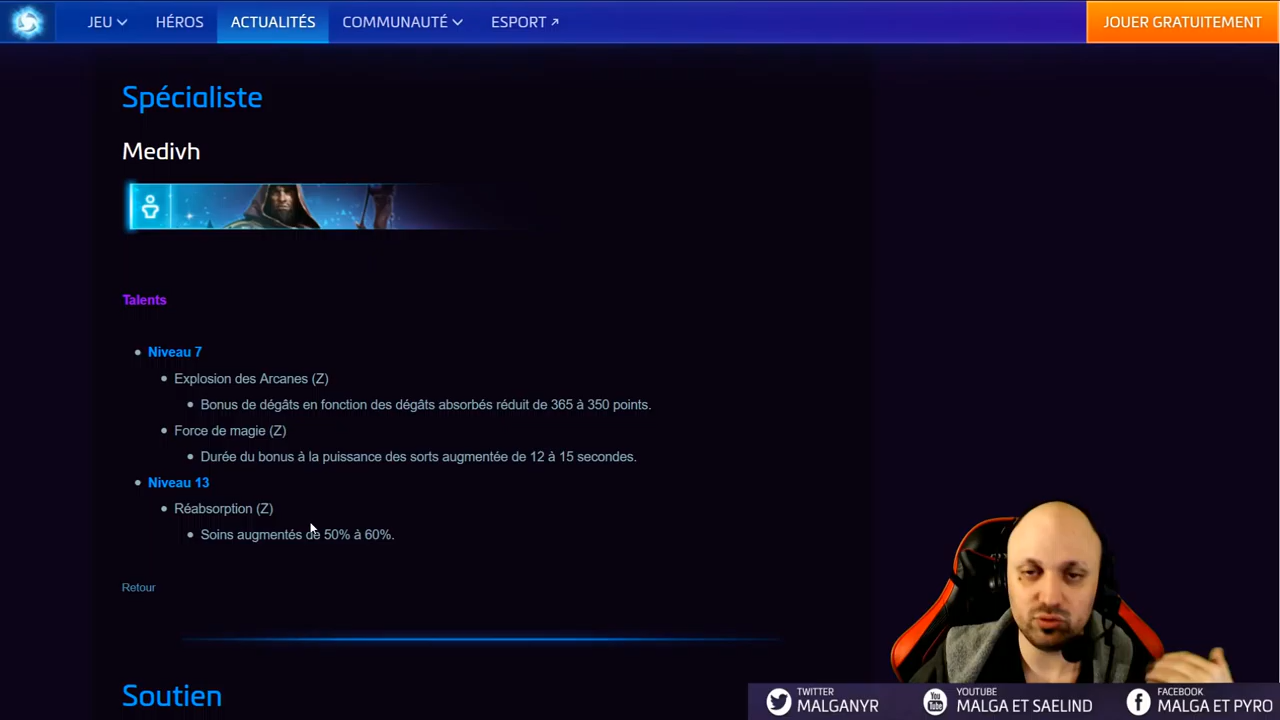 JEU HÉROS ACTUALITÉS COMMUNAUTÉ ESPORT JOUER GRATUITEMENT
Spécialiste
Medivh
Talents
Niveau 7
Explosion des Arcanes (Z)
Bonus de dégâts en fonction des dégâts absorbés réduit de 365 à 350 points.
Force de magie (Z)
Durée du bonus à la puissance des sorts augmentée de 12 à 15 secondes.
Niveau 13
Réabsorption (Z)
Soins augmentés de 50% à 60%.
Retour
Soutien
TWITTER
MALGANYR
You Tube
YOUTUBE
MALGA ET SAELIND
FACEBOOK
MALGA ET PYRO